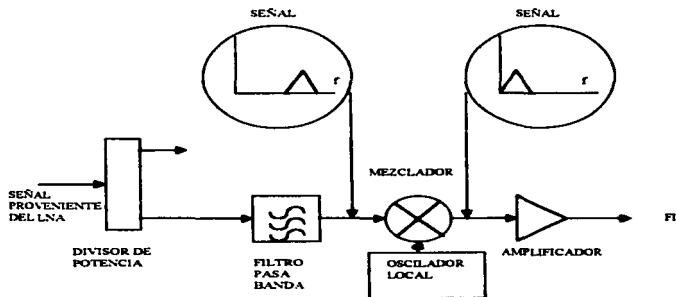 SEÑAL
SEÑAL
f
f
MEZCLADOR
SEÑAL
PROVENIENTE
DEL LNA
FI
DIVISOR DE
POTENCIA
FILTRO
PASA
BANDA
OSCILADOR
LOCAL
AMPLIFICADOR